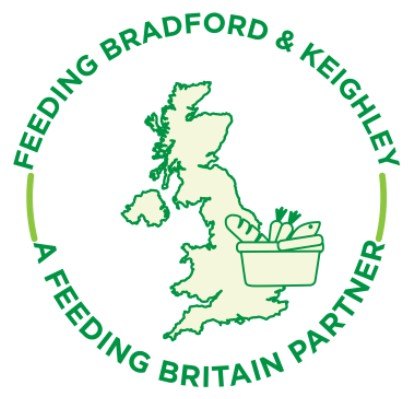 FEEDING BRADFORD & KEIGHLEY
A FEEDING BRITAIN PARTNER